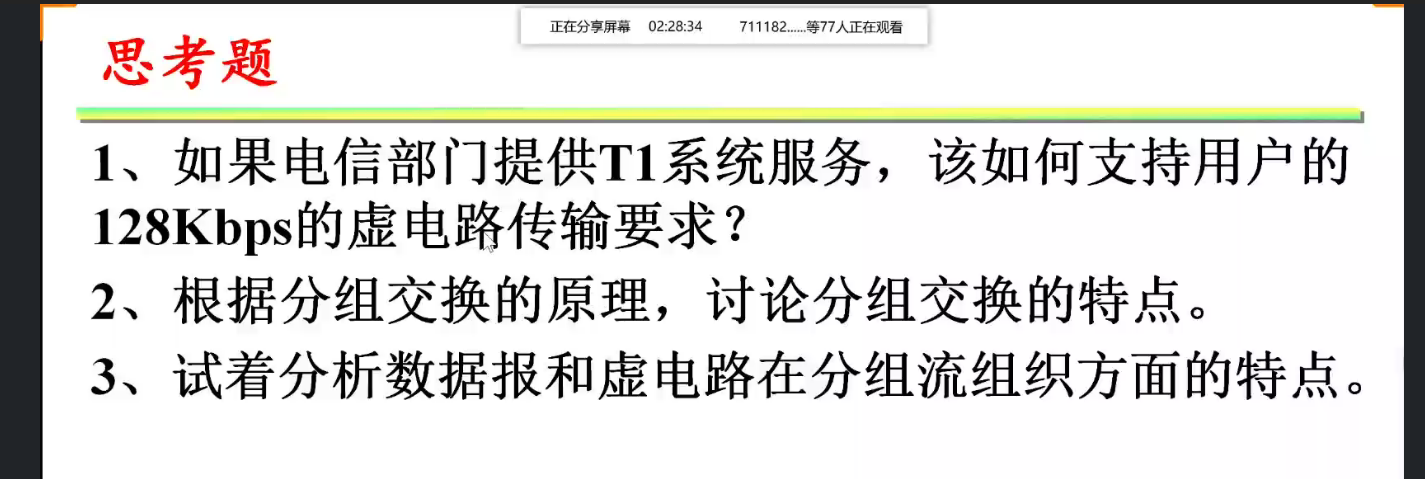 正在分享屏幕 02:28:34 711182......等77人正在观看
思考题
1、如果电信部门提供T1系统服务，该如何支持用户的
128Kbps的虚电路传输要求？
2、根据分组交换的原理，讨论分组交换的特点。
3、试着分析数据报和虚电路在分组流组织方面的特点。